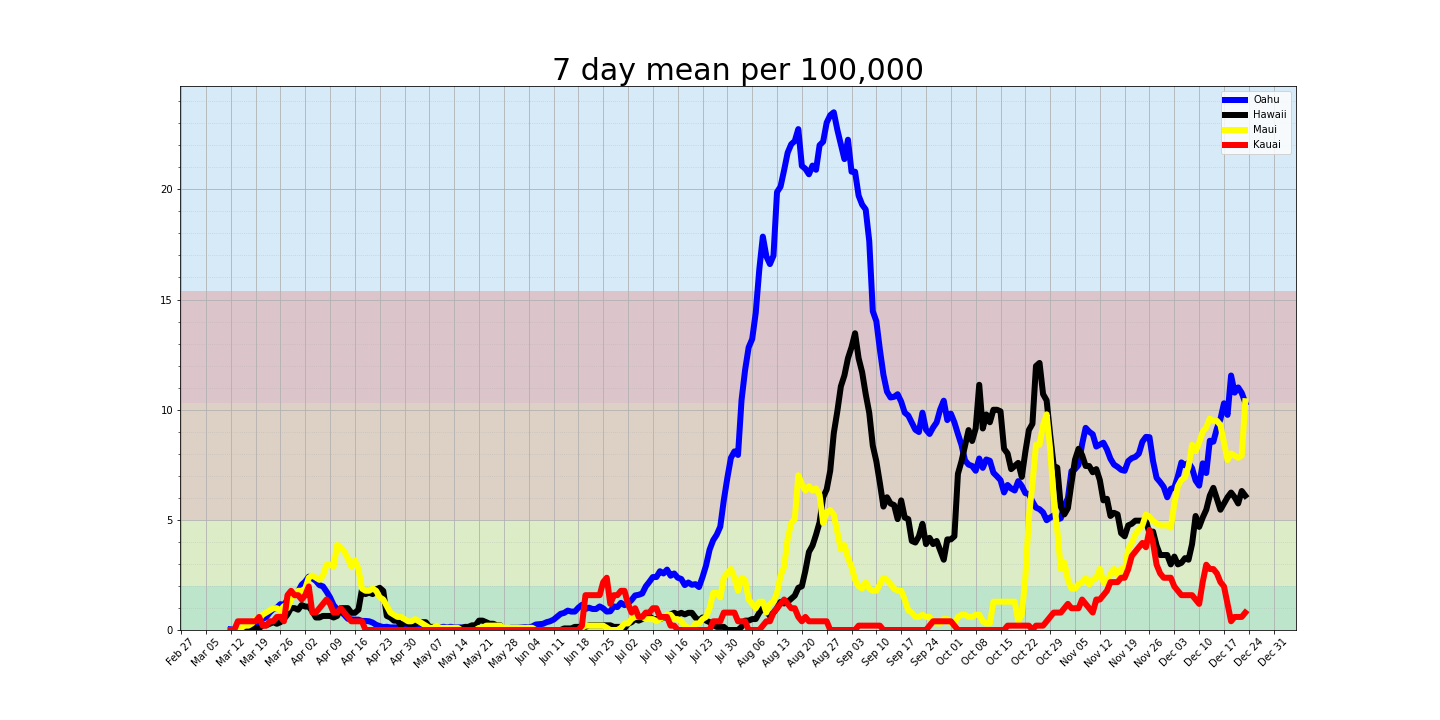 7 day mean per 100,000
Oahu
Hawaii
Maui
Kauai
20
15
10
5
0
Feb 27
Mar 05
Mar 12
Mar 19
Mar 26
Apr 02
Apr 09
Apr 16
Apr 23
Apr 30
May 07
May 14
May 21
May 28
Jun 04
Jun 11
Jun 18
Jun 25
Jul 02
Jul 09
Jul 16
Jul 23
Jul 30
Aug 06
Aug 13
Aug 20
Aug 27
Sep 03
Sep 10
Sep 17
Sep 24
Oct 01
Oct 08
Oct 15
Oct 22
Oct 29
Nov 05
Nov 12
Nov 19
Nov 26
Dec 03
Dec 10
Dec 17
Dec 24
Dec 31